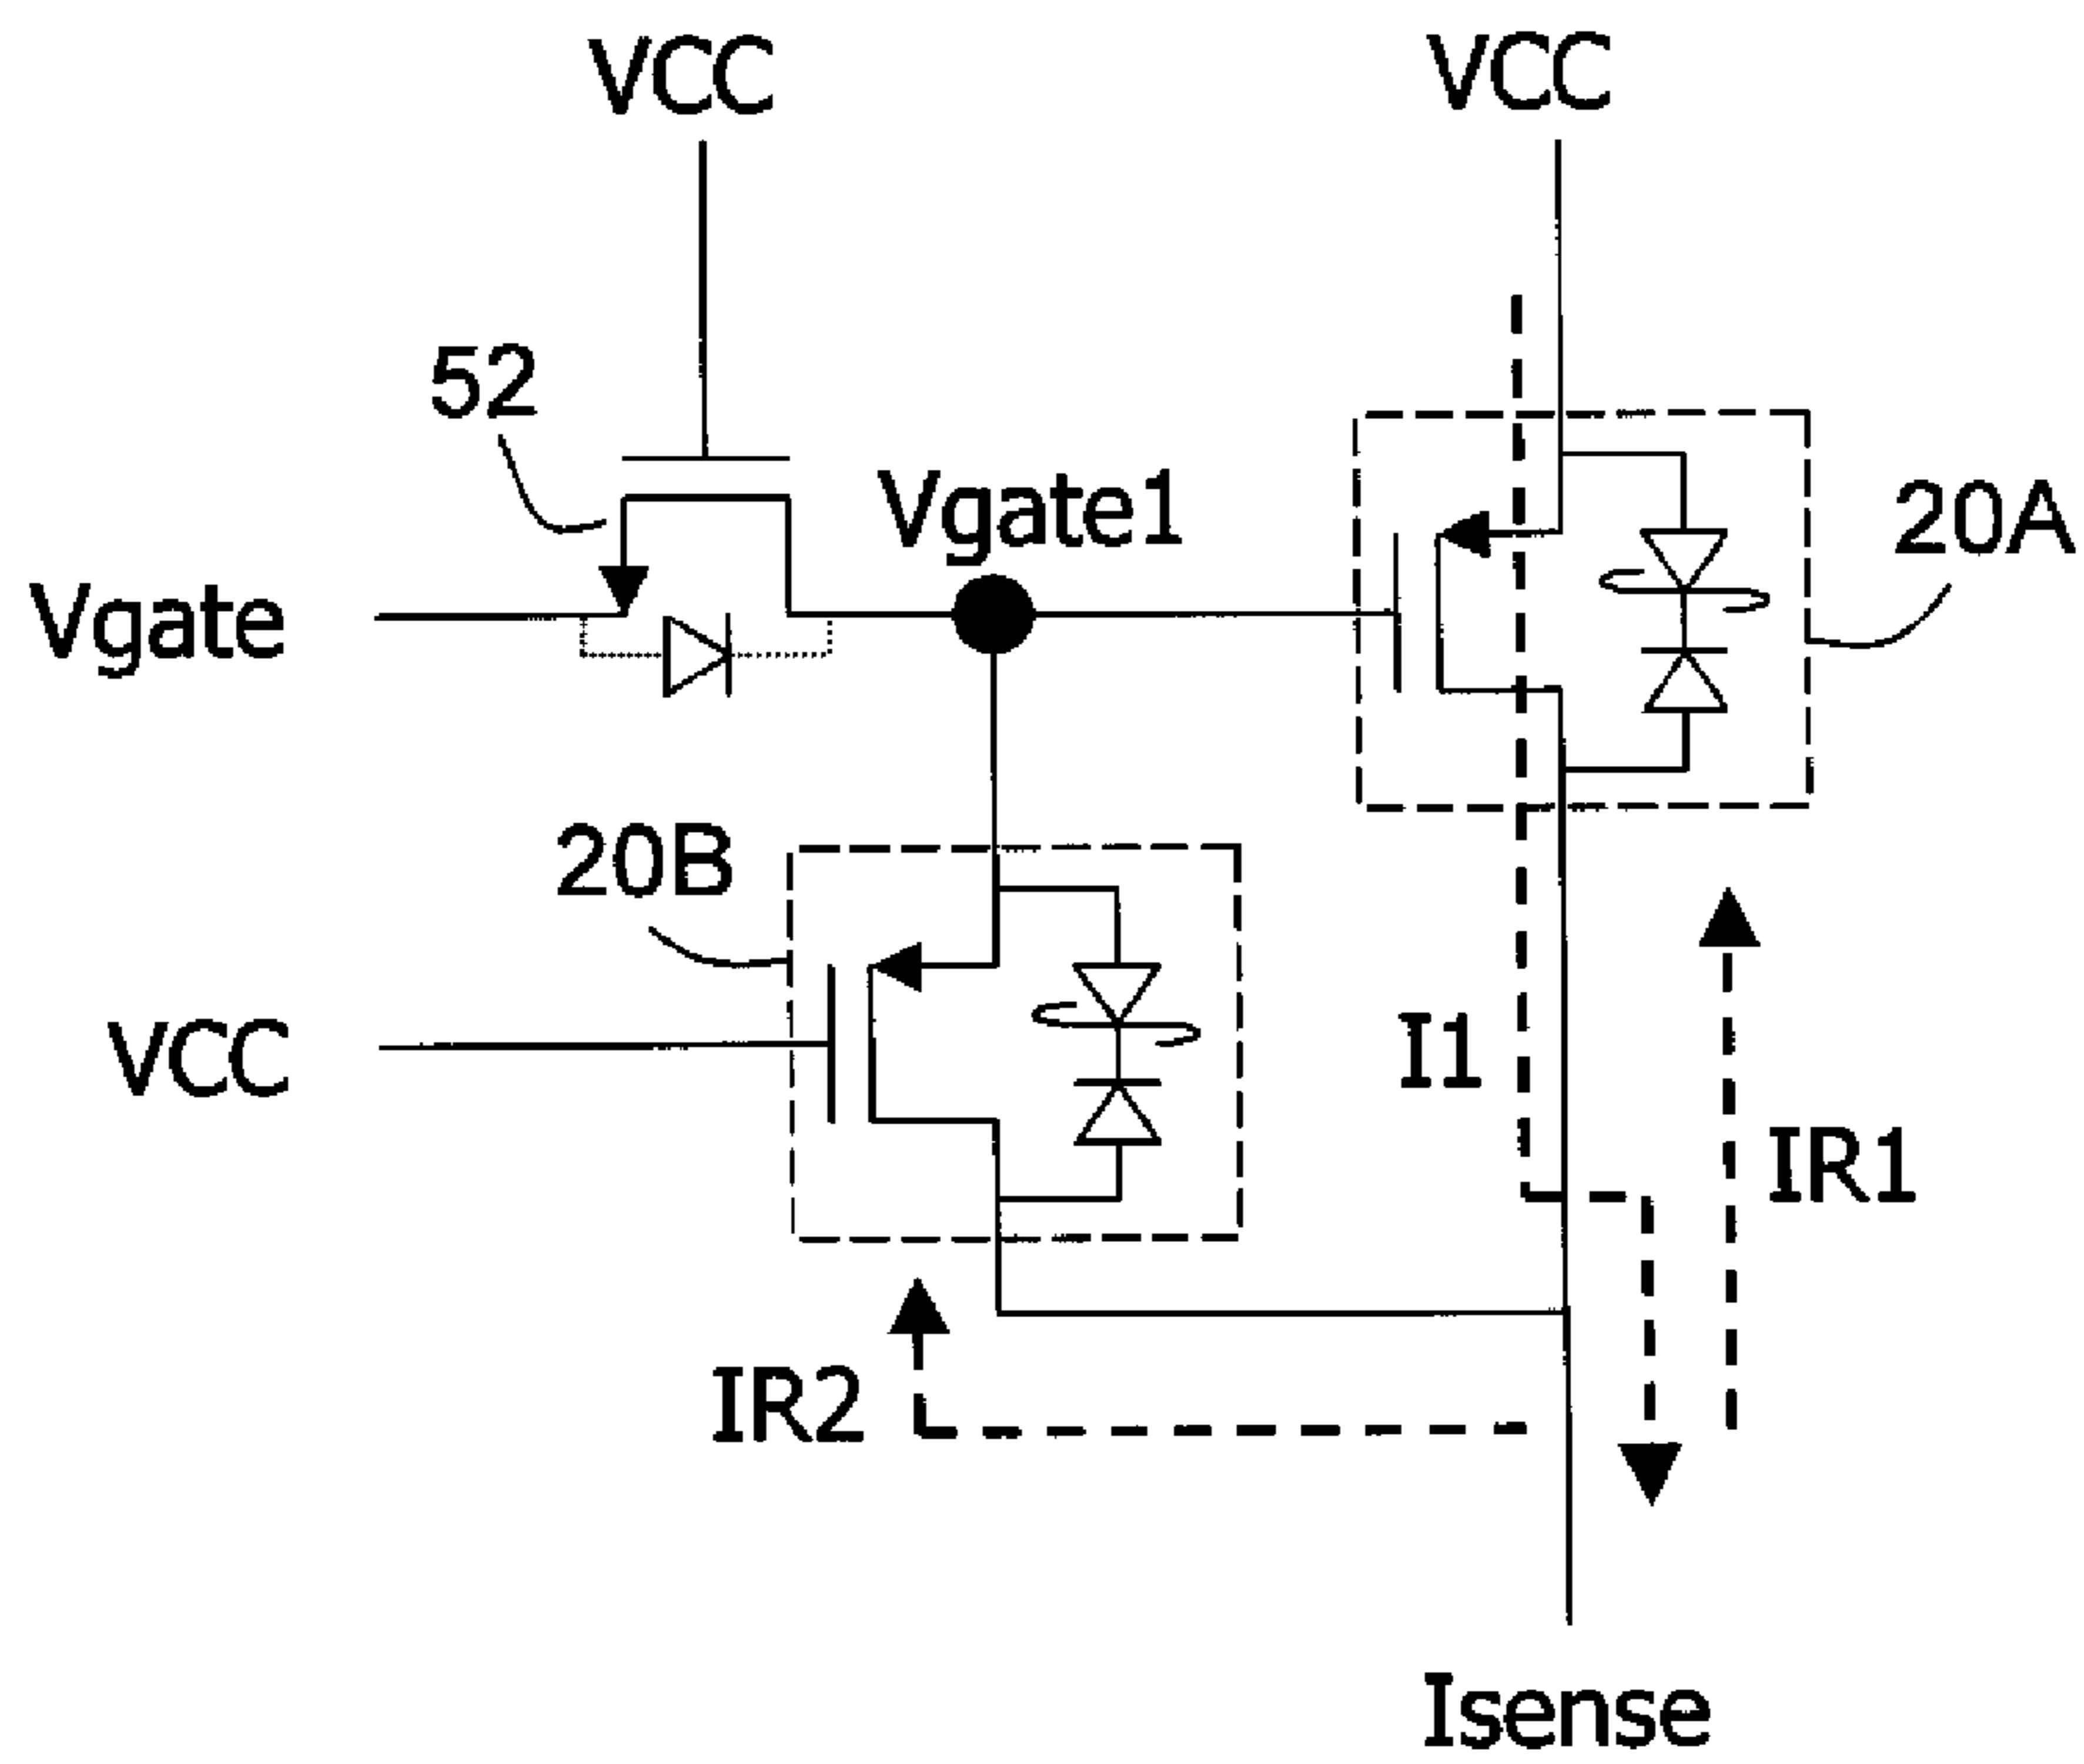 VCC
VCC
52
Vgate1
20A
Vgate
20B
VCC
I1
IR1
IR2
Isense